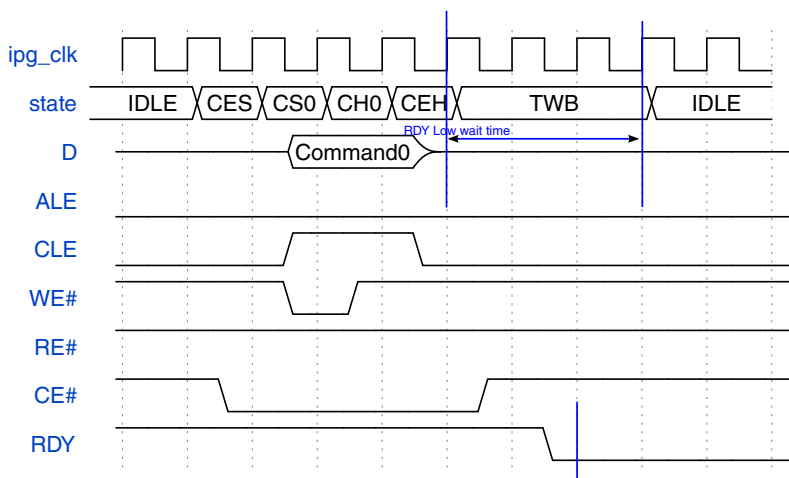 ipg_clk
state IDLE CES CS0 CH0 CEH TWB IDLE
RDY Low wait time
D Command0
ALE
CLE
WE#
RE#
CE#
RDY